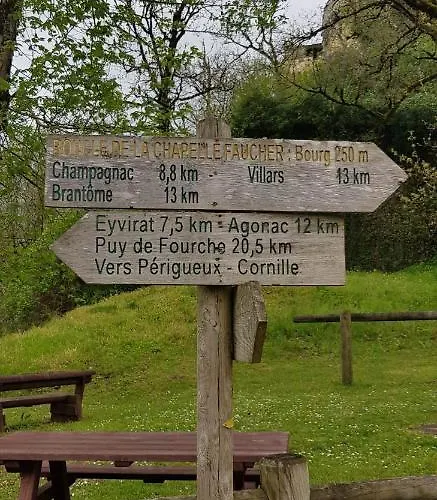 BOUCLE DE LA CHAPELLE FAUCHER : Bourg 250 m
Champagnac 8,8 km Villars 13 km
Brantôme 13 km
Eyvirat 7,5 km - Agonac 12 km
Puy de Fourche 20,5 km
Vers Périgueux - Cornille